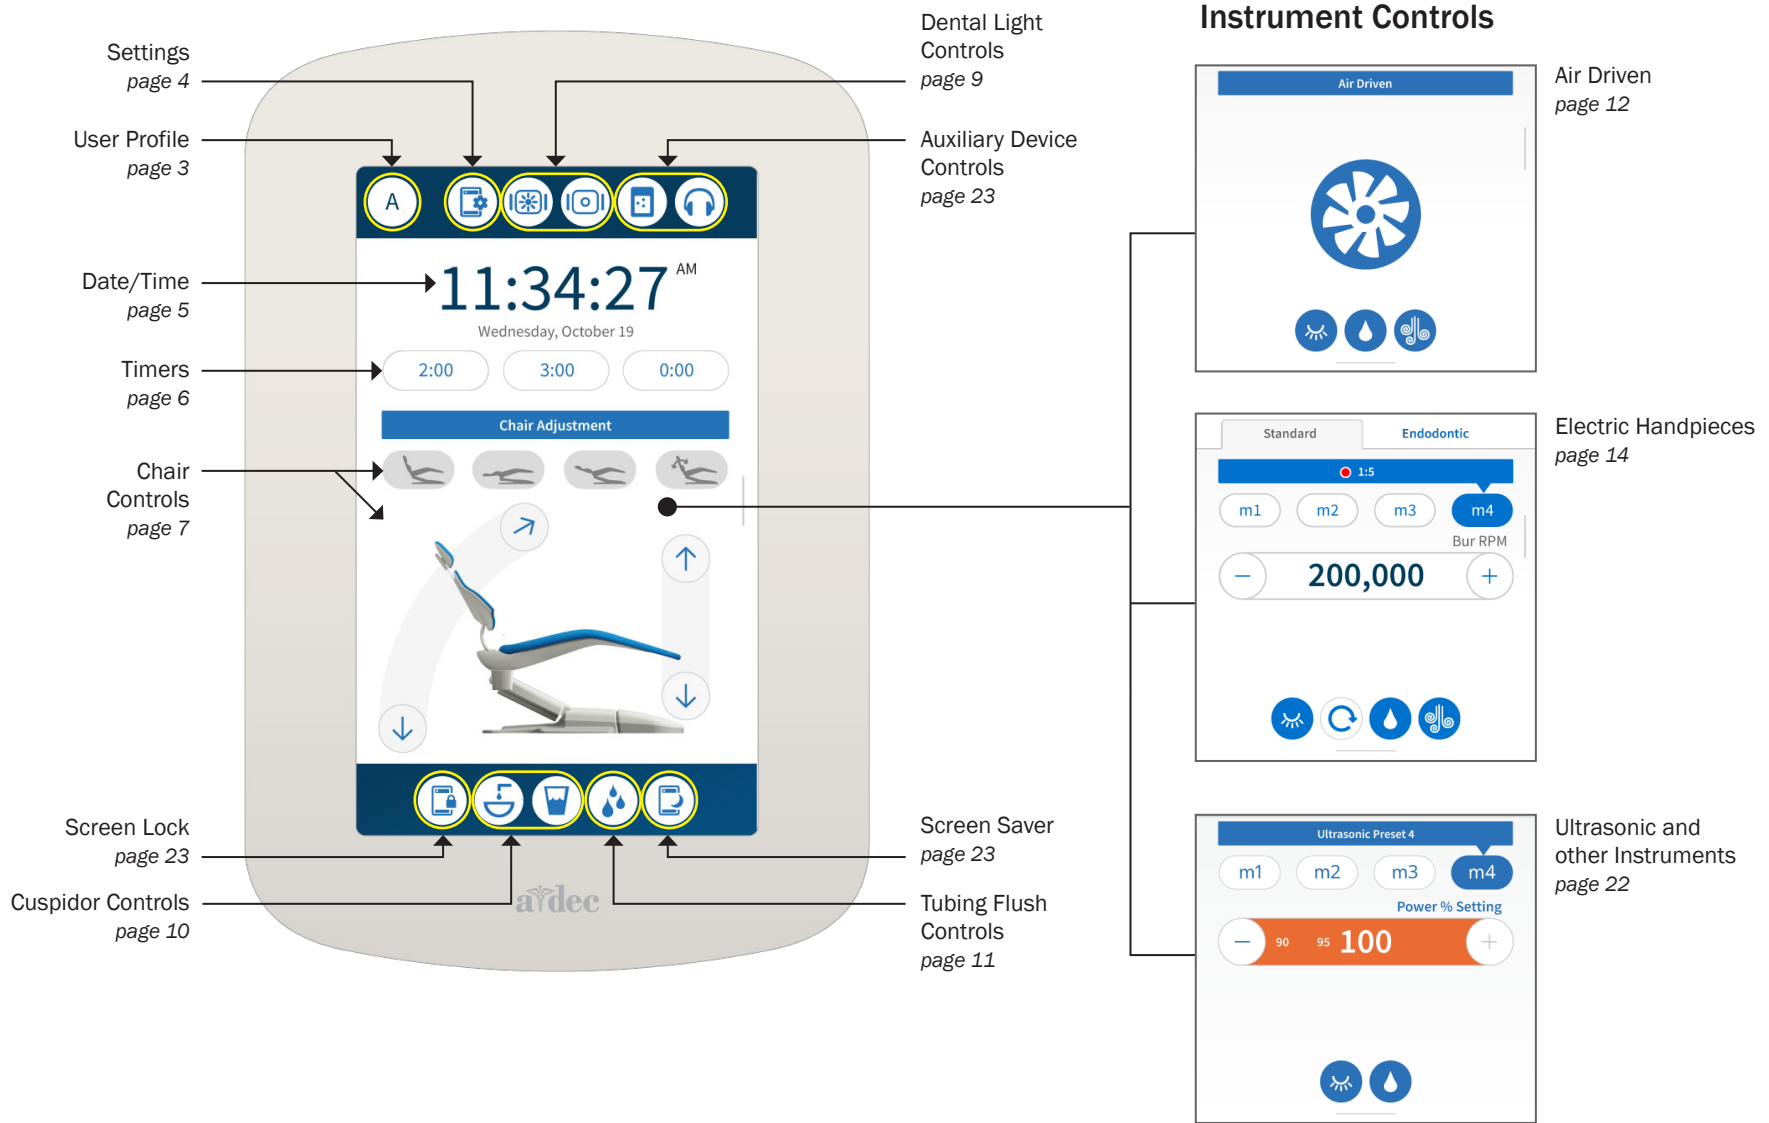 Settings
page 4
User Profile
page 3
Date/Time
page 5
Timers
page 6
Chair
Controls
page 7
Screen Lock
page 23
Cuspidor Controls
page 10
A
11:34:27 AM
Wednesday, October 19
2:00 3:00 0:00
Chair Adjustment
a dec
Dental Light
Controls
page 9
Auxiliary Device
Controls
page 23
Screen Saver
page 23
Tubing Flush
Controls
page 11
Instrument Controls
Air Driven
Air Driven
page 12
Standard Endodontic
1:5
m1 m2 m3 m4
Bur RPM
− 200,000 +
Electric Handpieces
page 14
Ultrasonic Preset 4
m1 m2 m3 m4
Power % Setting
− 90 95 100 +
Ultrasonic and
other Instruments
page 22